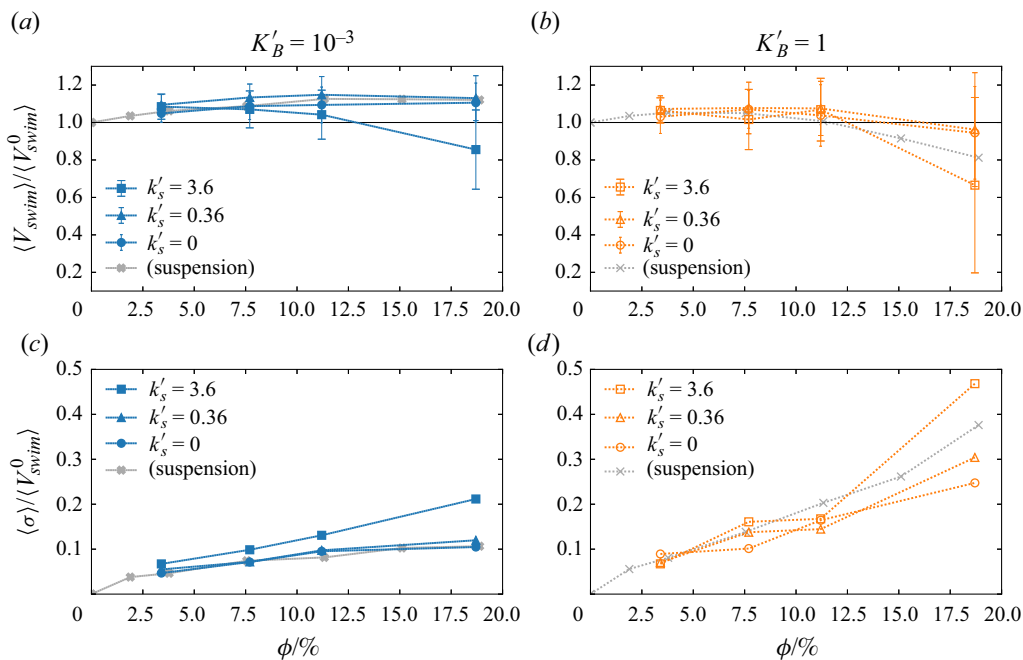 (a)
K′_B = 10⁻³
(b)
K′_B = 1
⟨V_swim⟩/⟨V⁰_swim⟩
1.2
1.0
0.8
0.6
0.4
0.2
k′_s = 3.6
k′_s = 0.36
k′_s = 0
(suspension)
0 2.5 5.0 7.5 10.0 12.5 15.0 17.5 20.0
1.2
1.0
0.8
0.6
0.4
0.2
k′_s = 3.6
k′_s = 0.36
k′_s = 0
(suspension)
0 2.5 5.0 7.5 10.0 12.5 15.0 17.5 20.0
(c)
(d)
⟨σ⟩/⟨V⁰_swim⟩
0.5
0.4
0.3
0.2
0.1
k′_s = 3.6
k′_s = 0.36
k′_s = 0
(suspension)
0 2.5 5.0 7.5 10.0 12.5 15.0 17.5 20.0
ϕ/%
0.5
0.4
0.3
0.2
0.1
k′_s = 3.6
k′_s = 0.36
k′_s = 0
(suspension)
0 2.5 5.0 7.5 10.0 12.5 15.0 17.5 20.0
ϕ/%